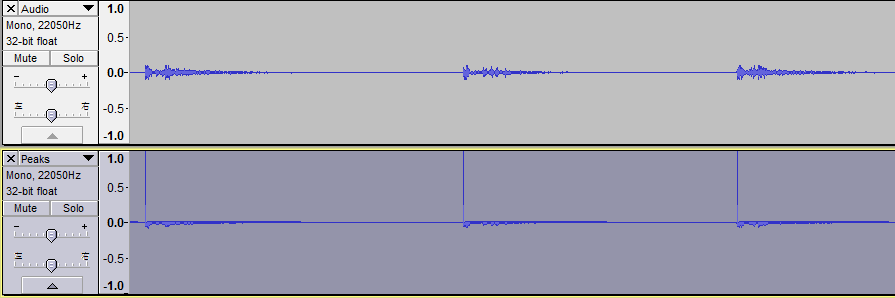 Audio
Mono, 22050Hz
32-bit float
Mute Solo
- +
1.0
0.5-
0.0-
-0.5-
-1.0
Peaks
Mono, 22050Hz
32-bit float
Mute Solo
- +
1.0
0.5-
0.0-
-0.5-
-1.0